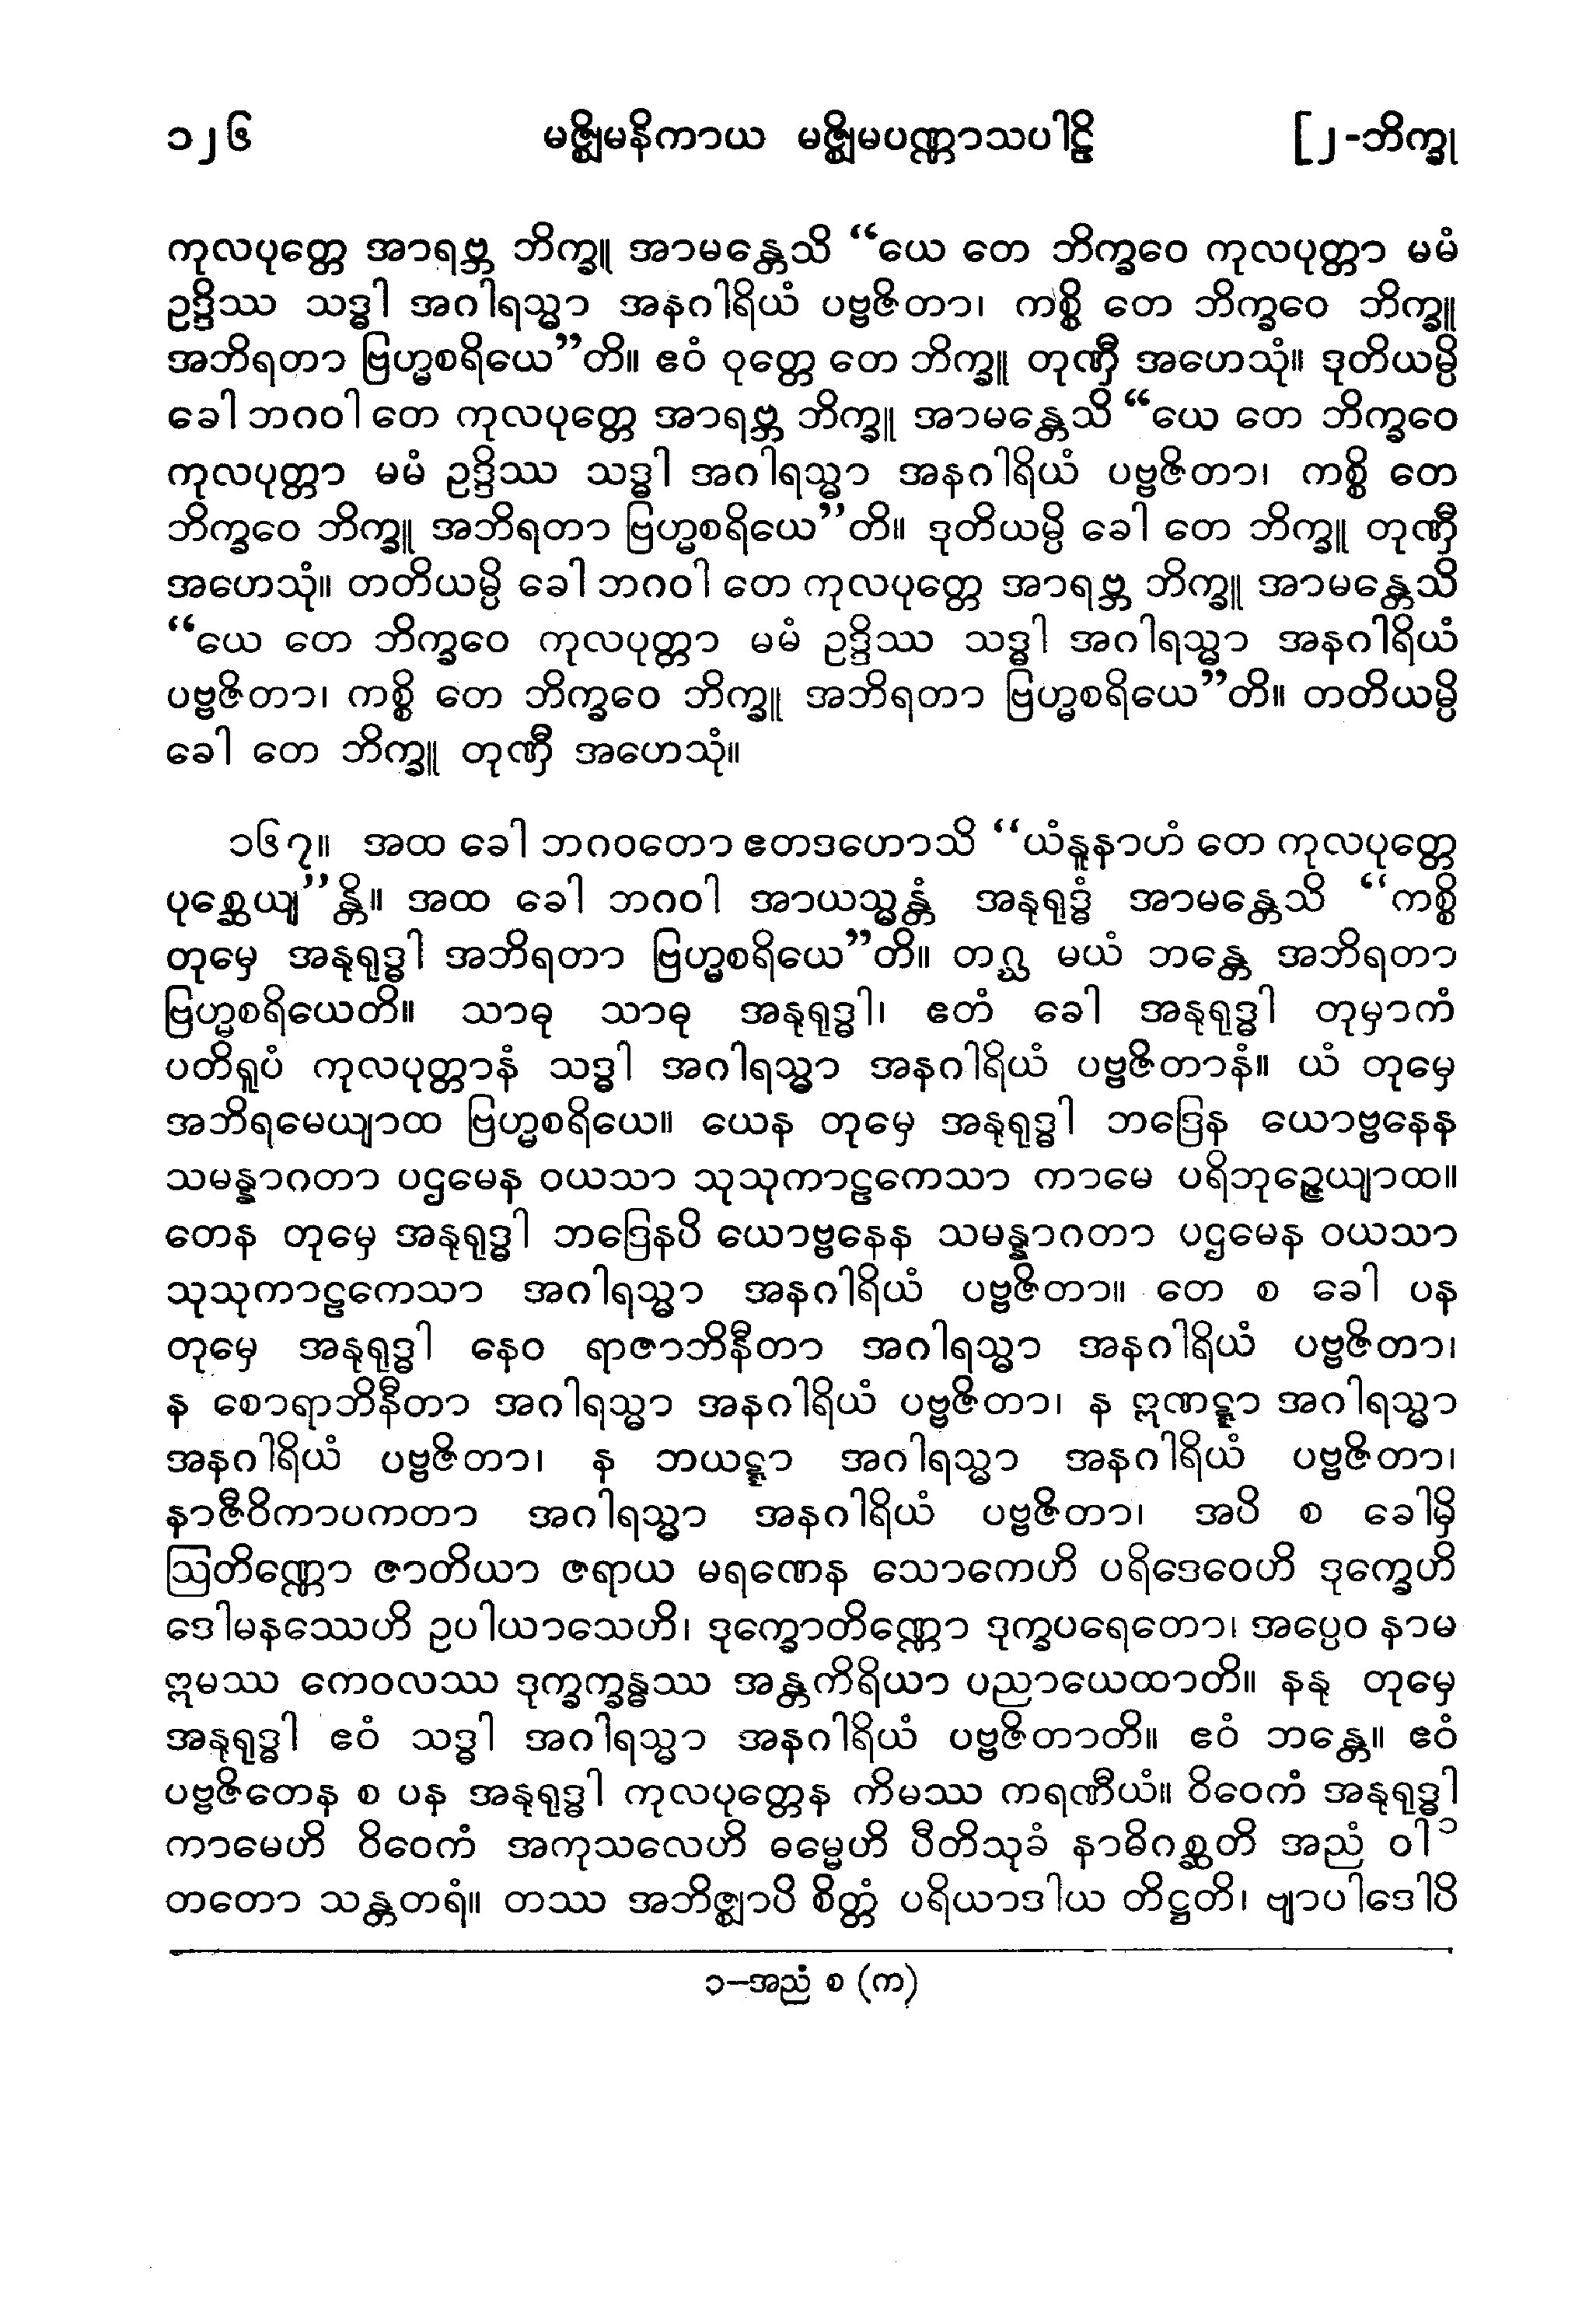 ၁၂၆ မဇ္ဈိမနိကာယ မဇ္ဈိမပဏ္ဏာသပါဠိ [၂-ဘိက္ခု
ကုလပုတ္တေ အာရဗ္ဘ ဘိက္ခူ အာမန္တေသိ “ယေ တေ ဘိက္ခဝေ ကုလပုတ္တာ မမံ
ဥဒ္ဒိဿ သဒ္ဓါ အဂါရသ္မာ အနဂါရိယံ ပဗ္ဗဇိတာ၊ ကစ္စိ တေ ဘိက္ခဝေ ဘိက္ခူ
အဘိရတာ ဗြဟ္မစရိယေ”တိ။ ဧဝံ ဝုတ္တေ တေ ဘိက္ခူ တုဏှီ အဟေသုံ။ ဒုတိယမ္ပိ
ခေါ ဘဂဝါ တေ ကုလပုတ္တေ အာရဗ္ဘ ဘိက္ခူ အာမန္တေသိ “ယေ တေ ဘိက္ခဝေ
ကုလပုတ္တာ မမံ ဥဒ္ဒိဿ သဒ္ဓါ အဂါရသ္မာ အနဂါရိယံ ပဗ္ဗဇိတာ၊ ကစ္စိ တေ
ဘိက္ခဝေ ဘိက္ခူ အဘိရတာ ဗြဟ္မစရိယေ”တိ။ ဒုတိယမ္ပိ ခေါ တေ ဘိက္ခူ တုဏှီ
အဟေသုံ။ တတိယမ္ပိ ခေါ ဘဂဝါ တေ ကုလပုတ္တေ အာရဗ္ဘ ဘိက္ခူ အာမန္တေသိ
“ယေ တေ ဘိက္ခဝေ ကုလပုတ္တာ မမံ ဥဒ္ဒိဿ သဒ္ဓါ အဂါရသ္မာ အနဂါရိယံ
ပဗ္ဗဇိတာ၊ ကစ္စိ တေ ဘိက္ခဝေ ဘိက္ခူ အဘိရတာ ဗြဟ္မစရိယေ”တိ။ တတိယမ္ပိ
ခေါ တေ ဘိက္ခူ တုဏှီ အဟေသုံ။
၁၆၇။ အထ ခေါ ဘဂဝတော ဧတဒဟောသိ “ယံနူနာဟံ တေ ကုလပုတ္တေ
ပုစ္ဆေယျ”န္တိ။ အထ ခေါ ဘဂဝါ အာယသ္မန္တံ အနုရုဒ္ဓံ အာမန္တေသိ “ကစ္စိ
တုမှေ အနုရုဒ္ဓါ အဘိရတာ ဗြဟ္မစရိယေ”တိ။ တဂ္ဃ မယံ ဘန္တေ အဘိရတာ
ဗြဟ္မစရိယေတိ။ သာဓု သာဓု အနုရုဒ္ဓါ၊ ဧတံ ခေါ အနုရုဒ္ဓါ တုမှာကံ
ပတိရူပံ ကုလပုတ္တာနံ သဒ္ဓါ အဂါရသ္မာ အနဂါရိယံ ပဗ္ဗဇိတာနံ။ ယံ တုမှေ
အဘိရမေယျာထ ဗြဟ္မစရိယေ။ ယေန တုမှေ အနုရုဒ္ဓါ ဘဒြေန ယောဗ္ဗနေန
သမန္နာဂတာ ပဌမေန ဝယသာ သုသုကာဠကေသာ ကာမေ ပရိဘုဉ္ဇေယျာထ။
တေန တုမှေ အနုရုဒ္ဓါ ဘဒြေနပိ ယောဗ္ဗနေန သမန္နာဂတာ ပဌမေန ဝယသာ
သုသုကာဠကေသာ အဂါရသ္မာ အနဂါရိယံ ပဗ္ဗဇိတာ။ တေ စ ခေါ ပန
တုမှေ အနုရုဒ္ဓါ နေဝ ရာဇာဘိနီတာ အဂါရသ္မာ အနဂါရိယံ ပဗ္ဗဇိတာ၊
န စောရာဘိနီတာ အဂါရသ္မာ အနဂါရိယံ ပဗ္ဗဇိတာ၊ န ဣဏဋ္ဋာ အဂါရသ္မာ
အနဂါရိယံ ပဗ္ဗဇိတာ၊ န ဘယဋ္ဋာ အဂါရသ္မာ အနဂါရိယံ ပဗ္ဗဇိတာ၊
နာဇီဝိကာပကတာ အဂါရသ္မာ အနဂါရိယံ ပဗ္ဗဇိတာ၊ အပိ စ ခေါမှိ
ဩတိဏ္ဏော ဇာတိယာ ဇရာယ မရဏေန သောကေဟိ ပရိဒေဝေဟိ ဒုက္ခေဟိ
ဒေါမနဿေဟိ ဥပါယာသေဟိ၊ ဒုက္ခောတိဏ္ဏော ဒုက္ခပရေတော၊ အပ္ပေဝ နာမ
ဣမဿ ကေဝလဿ ဒုက္ခက္ခန္ဓဿ အန္တကိရိယာ ပညာယေထာတိ။ နနု တုမှေ
အနုရုဒ္ဓါ ဧဝံ သဒ္ဓါ အဂါရသ္မာ အနဂါရိယံ ပဗ္ဗဇိတာတိ။ ဧဝံ ဘန္တေ။ ဧဝံ
ပဗ္ဗဇိတေန စ ပန အနုရုဒ္ဓါ ကုလပုတ္တေန ကိမဿ ကရဏီယံ။ ဝိဝေကံ အနုရုဒ္ဓါ
ကာမေဟိ ဝိဝေကံ အကုသလေဟိ ဓမ္မေဟိ ပီတိသုခံ နာဓိဂစ္ဆတိ အညံ ဝါ ၁
တတော သန္တတရံ။ တဿ အဘိဇ္ဈာပိ စိတ္တံ ပရိယာဒါယ တိဋ္ဌတိ၊ ဗျာပါဒေါပိ
၁-အညံ စ (က)